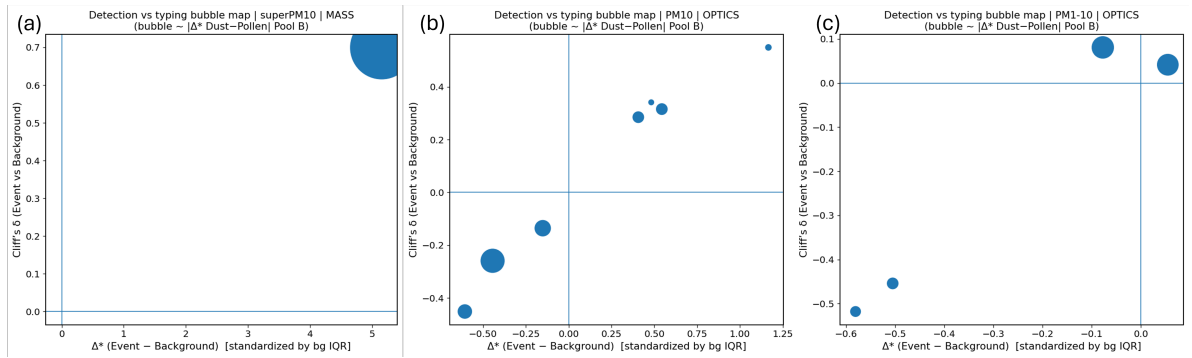 (a)
Detection vs typing bubble map | superPM10 | MASS
(bubble ~ |Δ* Dust−Pollen| Pool B)
0.7
0.6
0.5
0.4
0.3
0.2
0.1
0.0
Cliff's δ (Event vs Background)
0
1
2
3
4
5
Δ* (Event − Background) [standardized by bg IQR]
(b)
Detection vs typing bubble map | PM10 | OPTICS
(bubble ~ |Δ* Dust−Pollen| Pool B)
0.4
0.2
0.0
−0.2
−0.4
Cliff's δ (Event vs Background)
−0.50
−0.25
0.00
0.25
0.50
0.75
1.00
1.25
Δ* (Event − Background) [standardized by bg IQR]
(c)
Detection vs typing bubble map | PM1-10 | OPTICS
(bubble ~ |Δ* Dust−Pollen| Pool B)
0.1
0.0
−0.1
−0.2
−0.3
−0.4
−0.5
Cliff's δ (Event vs Background)
−0.6
−0.5
−0.4
−0.3
−0.2
−0.1
0.0
Δ* (Event − Background) [standardized by bg IQR]